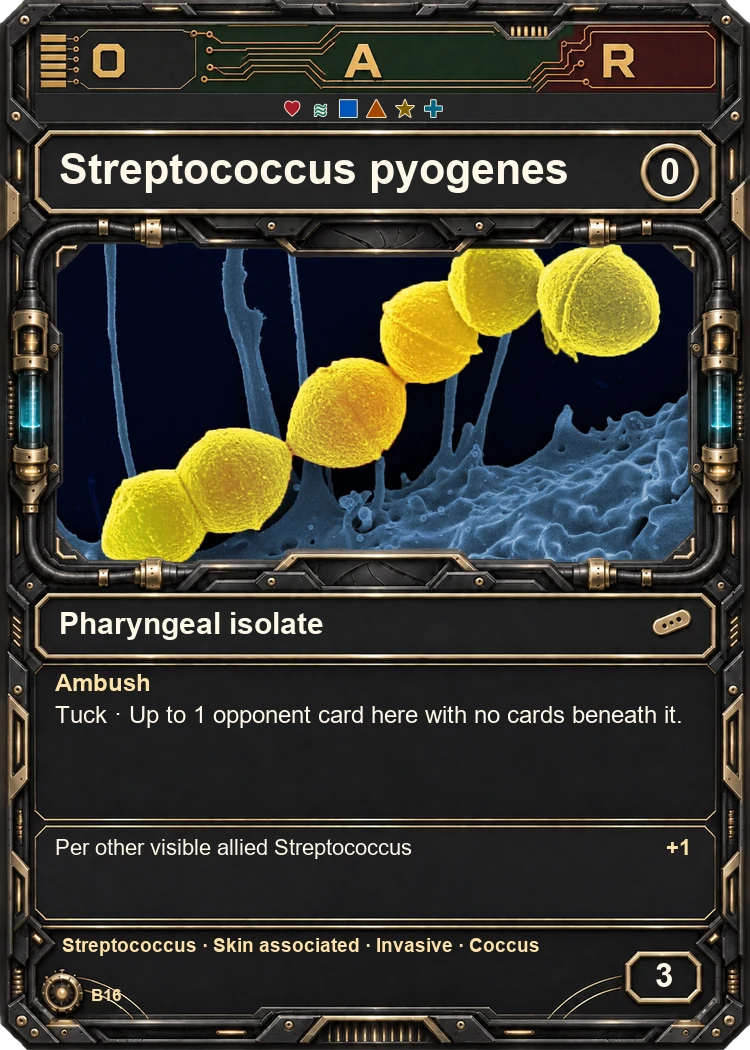 O A R
Streptococcus pyogenes 0
Pharyngeal isolate
Ambush
Tuck · Up to 1 opponent card here with no cards beneath it.
Per other visible allied Streptococcus +1
Streptococcus · Skin associated · Invasive · Coccus
B16 3